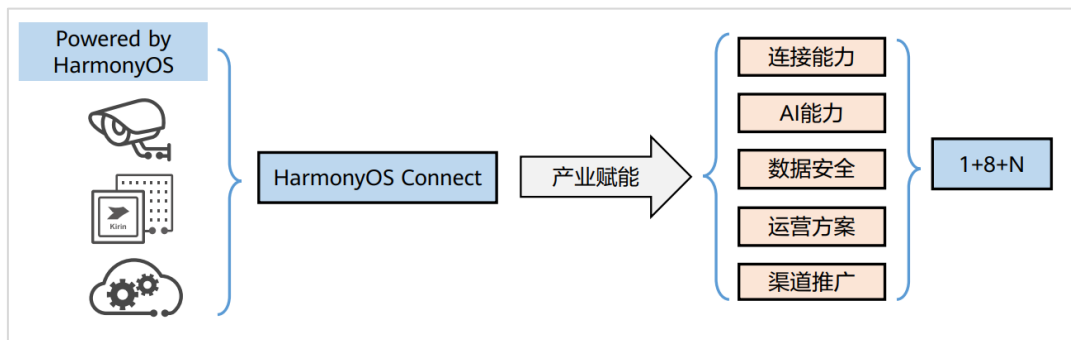 Powered by
HarmonyOS
Kirin
HarmonyOS Connect
产业赋能
连接能力
AI能力
数据安全
运营方案
渠道推广
1+8+N